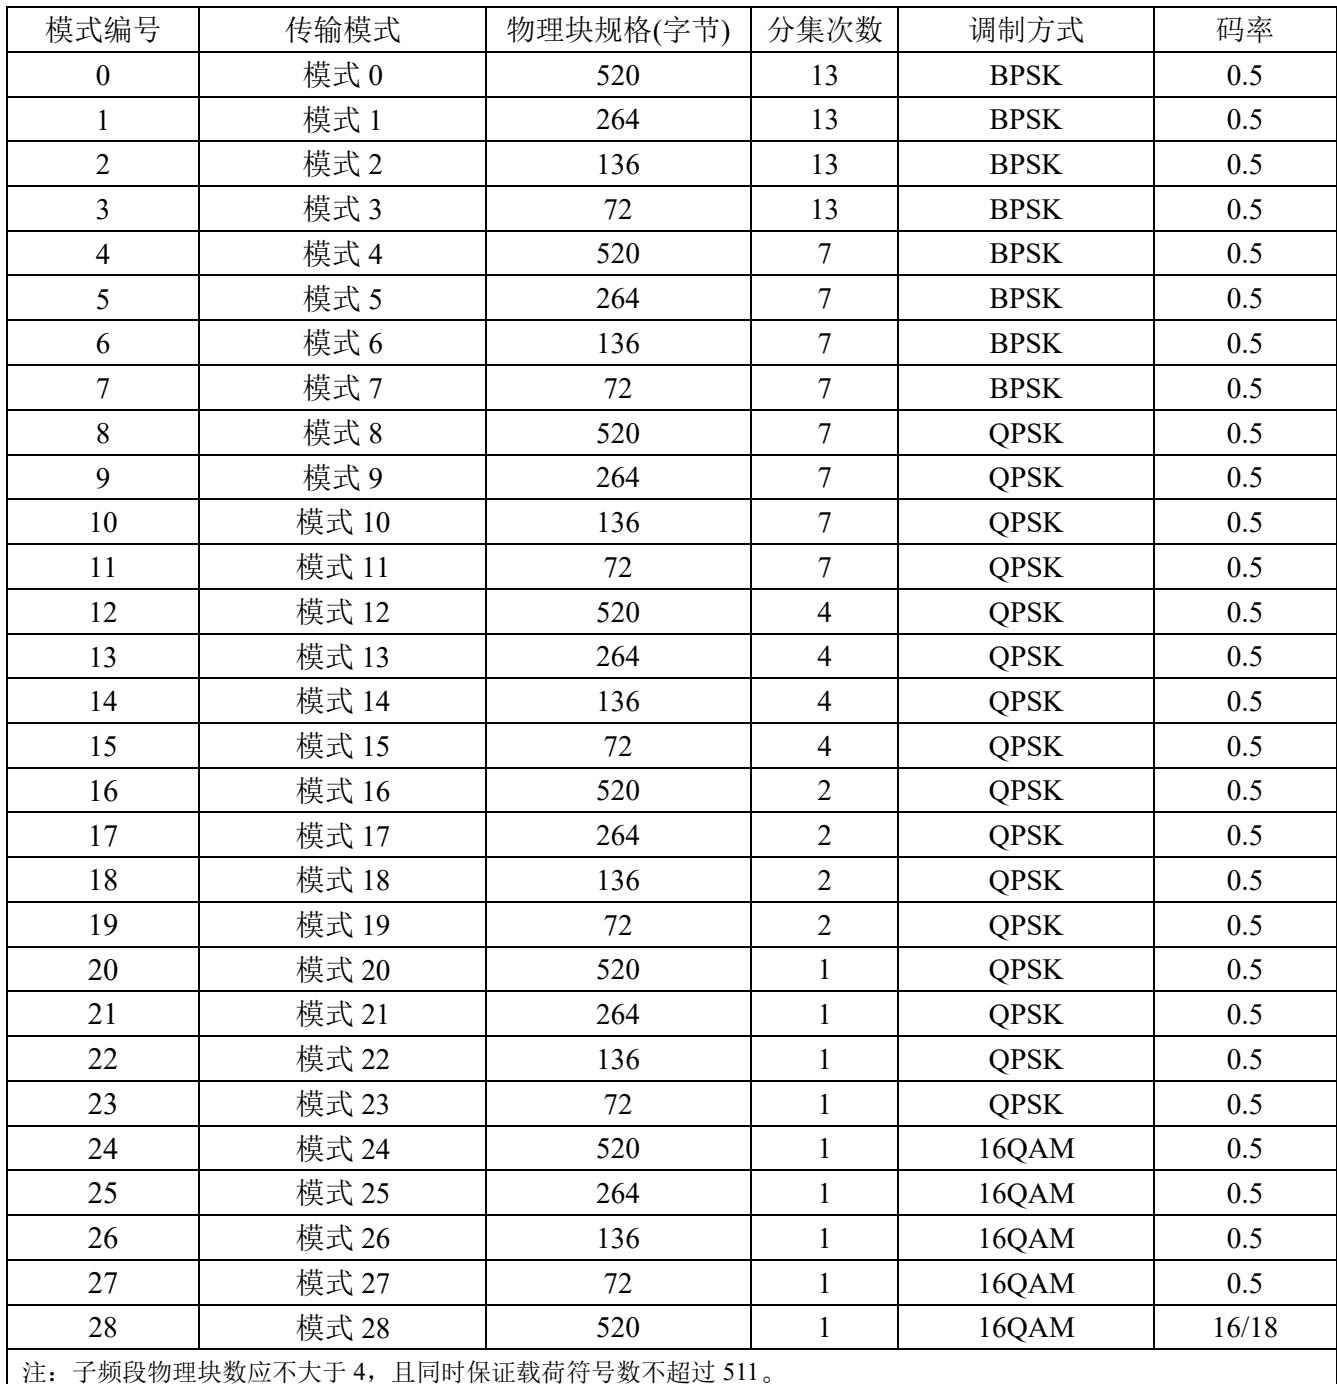 模式编号 传输模式 物理块规格(字节) 分集次数 调制方式 码率
0 模式 0 520 13 BPSK 0.5
1 模式 1 264 13 BPSK 0.5
2 模式 2 136 13 BPSK 0.5
3 模式 3 72 13 BPSK 0.5
4 模式 4 520 7 BPSK 0.5
5 模式 5 264 7 BPSK 0.5
6 模式 6 136 7 BPSK 0.5
7 模式 7 72 7 BPSK 0.5
8 模式 8 520 7 QPSK 0.5
9 模式 9 264 7 QPSK 0.5
10 模式 10 136 7 QPSK 0.5
11 模式 11 72 7 QPSK 0.5
12 模式 12 520 4 QPSK 0.5
13 模式 13 264 4 QPSK 0.5
14 模式 14 136 4 QPSK 0.5
15 模式 15 72 4 QPSK 0.5
16 模式 16 520 2 QPSK 0.5
17 模式 17 264 2 QPSK 0.5
18 模式 18 136 2 QPSK 0.5
19 模式 19 72 2 QPSK 0.5
20 模式 20 520 1 QPSK 0.5
21 模式 21 264 1 QPSK 0.5
22 模式 22 136 1 QPSK 0.5
23 模式 23 72 1 QPSK 0.5
24 模式 24 520 1 16QAM 0.5
25 模式 25 264 1 16QAM 0.5
26 模式 26 136 1 16QAM 0.5
27 模式 27 72 1 16QAM 0.5
28 模式 28 520 1 16QAM 16/18
注：子频段物理块数应不大于 4，且同时保证载荷符号数不超过 511。